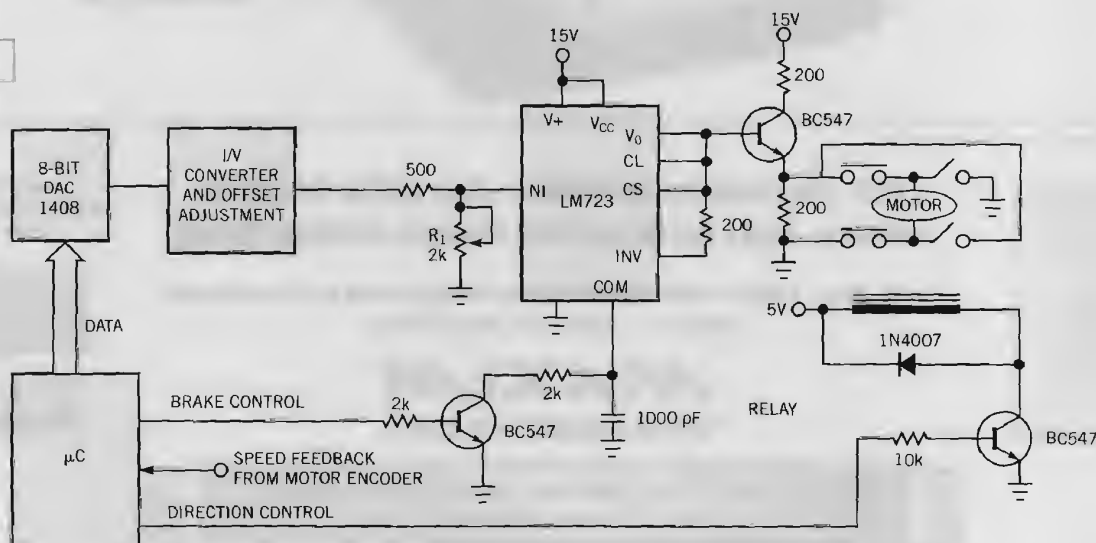 15V
15V
200
BC547
8-BIT
DAC
1408
I/V
CONVERTER
AND OFFSET
ADJUSTMENT
500
R1
2k
V+
VCC
V0
CL
CS
NI
LM723
INV
COM
200
200
MOTOR
DATA
5V
1N4007
RELAY
BRAKE CONTROL
2k
2k
BC547
1000 pF
BC547
10k
µC
SPEED FEEDBACK
FROM MOTOR ENCODER
DIRECTION CONTROL